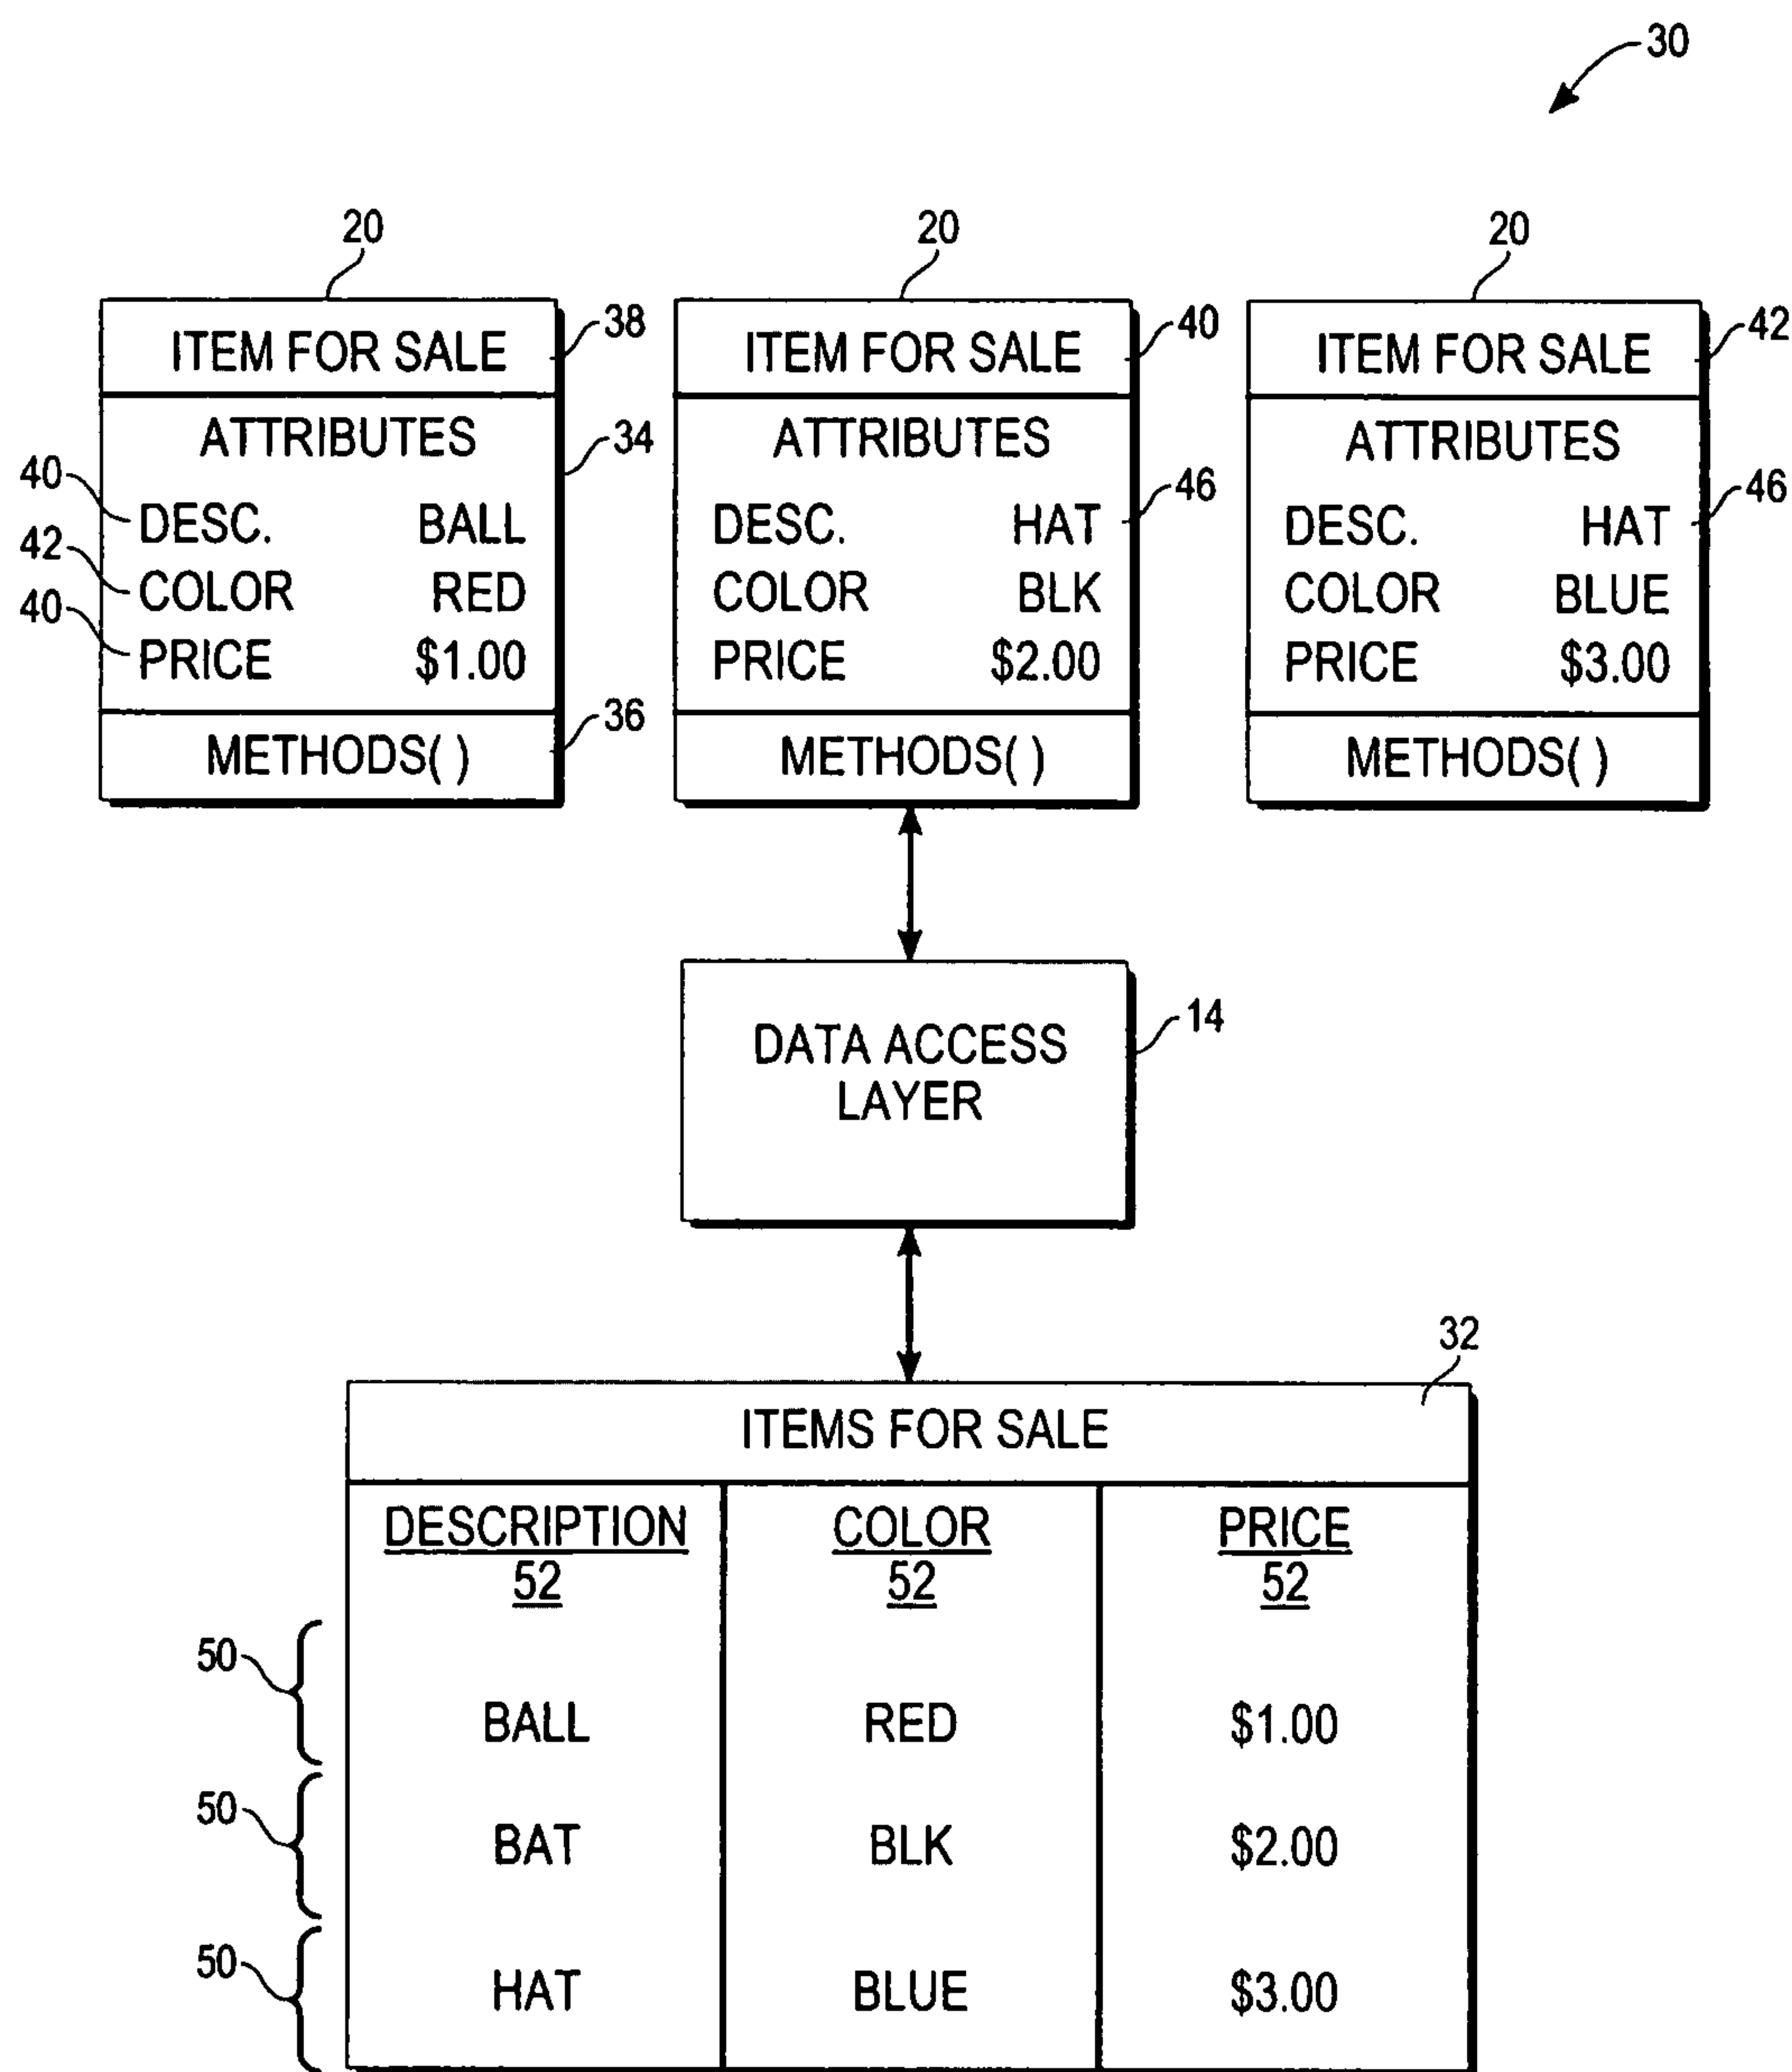 30
20 20 20
ITEM FOR SALE 38 ITEM FOR SALE 40 ITEM FOR SALE 42
ATTRIBUTES 34 ATTRIBUTES ATTRIBUTES
40 DESC. BALL DESC. HAT 46 DESC. HAT 46
42 COLOR RED COLOR BLK COLOR BLUE
40 PRICE $1.00 PRICE $2.00 PRICE $3.00
METHODS( ) 36 METHODS( ) METHODS( )
DATA ACCESS 14
LAYER
32
ITEMS FOR SALE
DESCRIPTION COLOR PRICE
52 52 52
50 BALL RED $1.00
50 BAT BLK $2.00
50 HAT BLUE $3.00